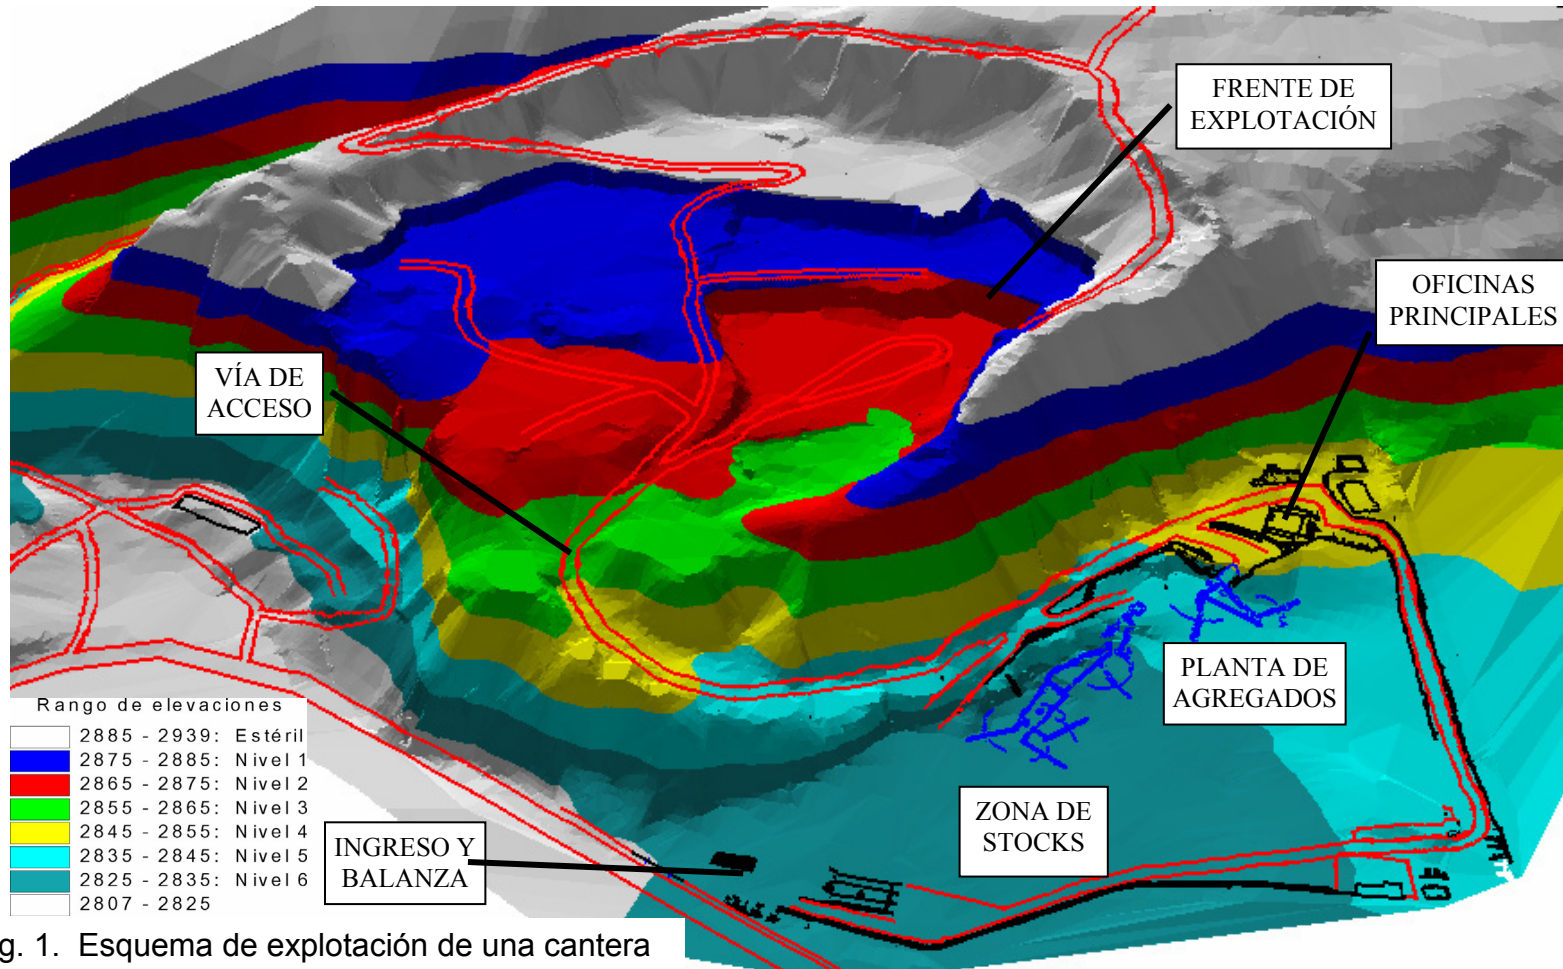 FRENTE DE
EXPLOTACIÓN
OFICINAS
PRINCIPALES
VÍA DE
ACCESO
PLANTA DE
AGREGADOS
ZONA DE
STOCKS
INGRESO Y
BALANZA
Rango de elevaciones
2885 - 2939: Estéril
2875 - 2885: Nivel 1
2865 - 2875: Nivel 2
2855 - 2865: Nivel 3
2845 - 2855: Nivel 4
2835 - 2845: Nivel 5
2825 - 2835: Nivel 6
2807 - 2825
g. 1. Esquema de explotación de una cantera